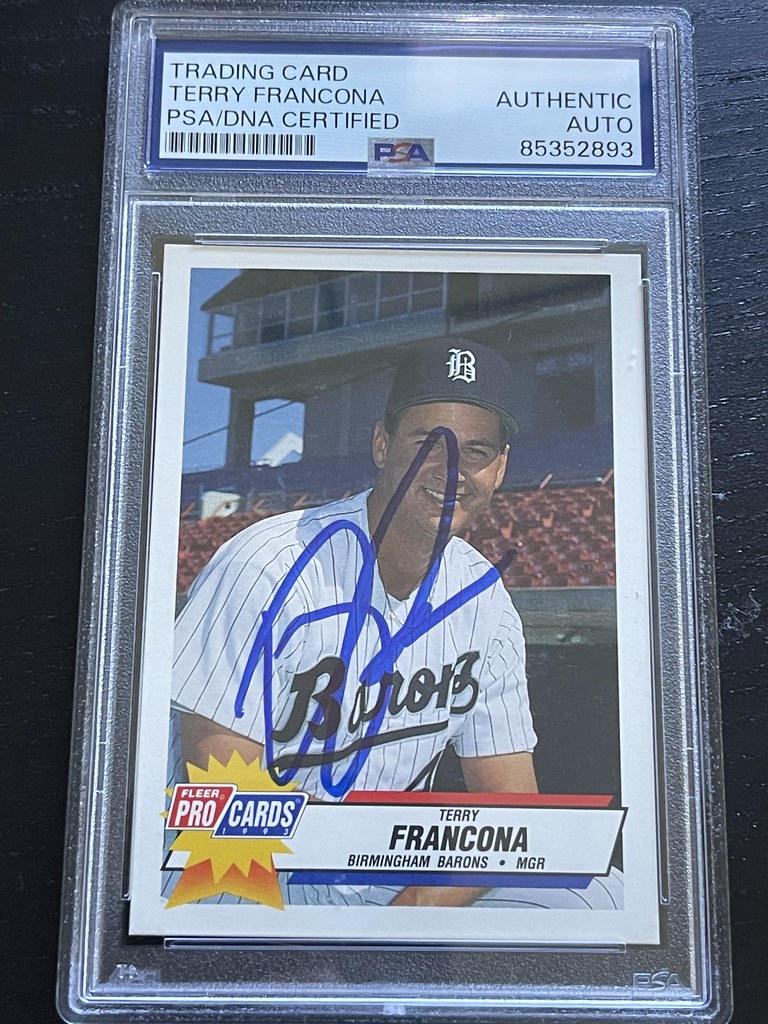 TRADING CARD
TERRY FRANCONA
PSA/DNA CERTIFIED
AUTHENTIC
AUTO
85352893
PSA
B
Barons
FLEER®
PRO CARDS
1993
TERRY
FRANCONA
BIRMINGHAM BARONS • MGR
PSA